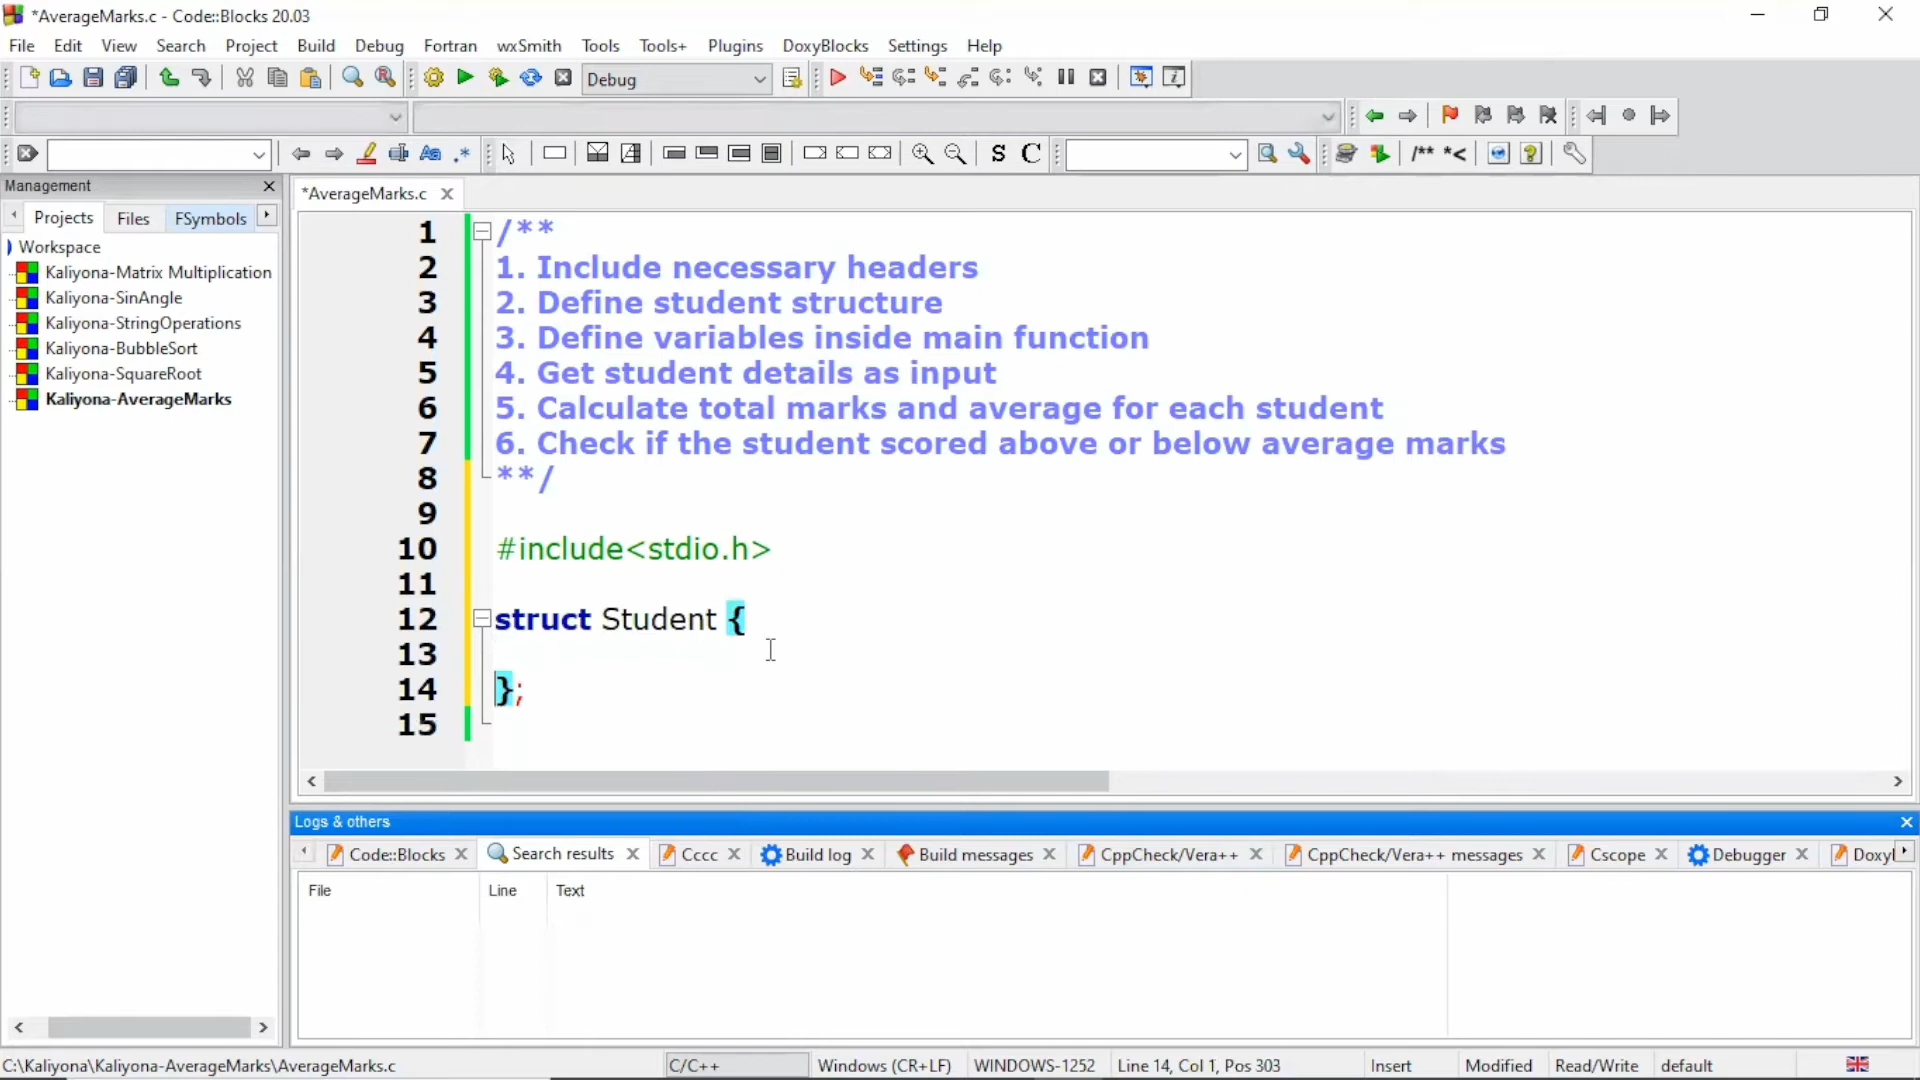 *AverageMarks.c - Code::Blocks 20.03
File Edit View Search Project Build Debug Fortran wxSmith Tools Tools+ Plugins DoxyBlocks Settings Help
Debug
S C /** *<
Management
*AverageMarks.c
Projects Files FSymbols
Workspace
Kaliyona-Matrix Multiplication
Kaliyona-SinAngle
Kaliyona-StringOperations
Kaliyona-BubbleSort
Kaliyona-SquareRoot
Kaliyona-AverageMarks
1 /**
2 1. Include necessary headers
3 2. Define student structure
4 3. Define variables inside main function
5 4. Get student details as input
6 5. Calculate total marks and average for each student
7 6. Check if the student scored above or below average marks
8 **/
9
10 #include<stdio.h>
11
12 struct Student {
13
14 };
15
Logs & others
Code::Blocks Search results Cccc Build log Build messages CppCheck/Vera++ CppCheck/Vera++ messages Cscope Debugger Doxyl
File Line Text
C:\Kaliyona\Kaliyona-AverageMarks\AverageMarks.c C/C++ Windows (CR+LF) WINDOWS-1252 Line 14, Col 1, Pos 303 Insert Modified Read/Write default